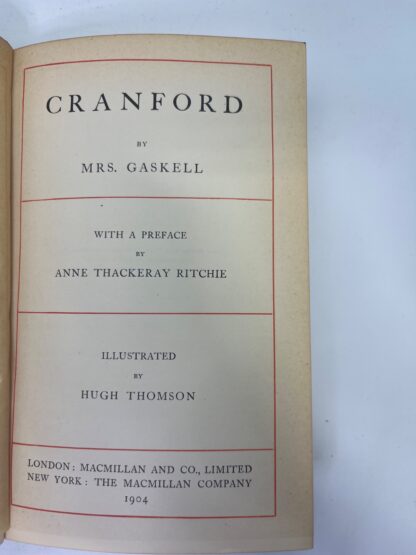 CRANFORD
BY
MRS. GASKELL
WITH A PREFACE
BY
ANNE THACKERAY RITCHIE
ILLUSTRATED
BY
HUGH THOMSON
LONDON: MACMILLAN AND CO., LIMITED
NEW YORK: THE MACMILLAN COMPANY
1904